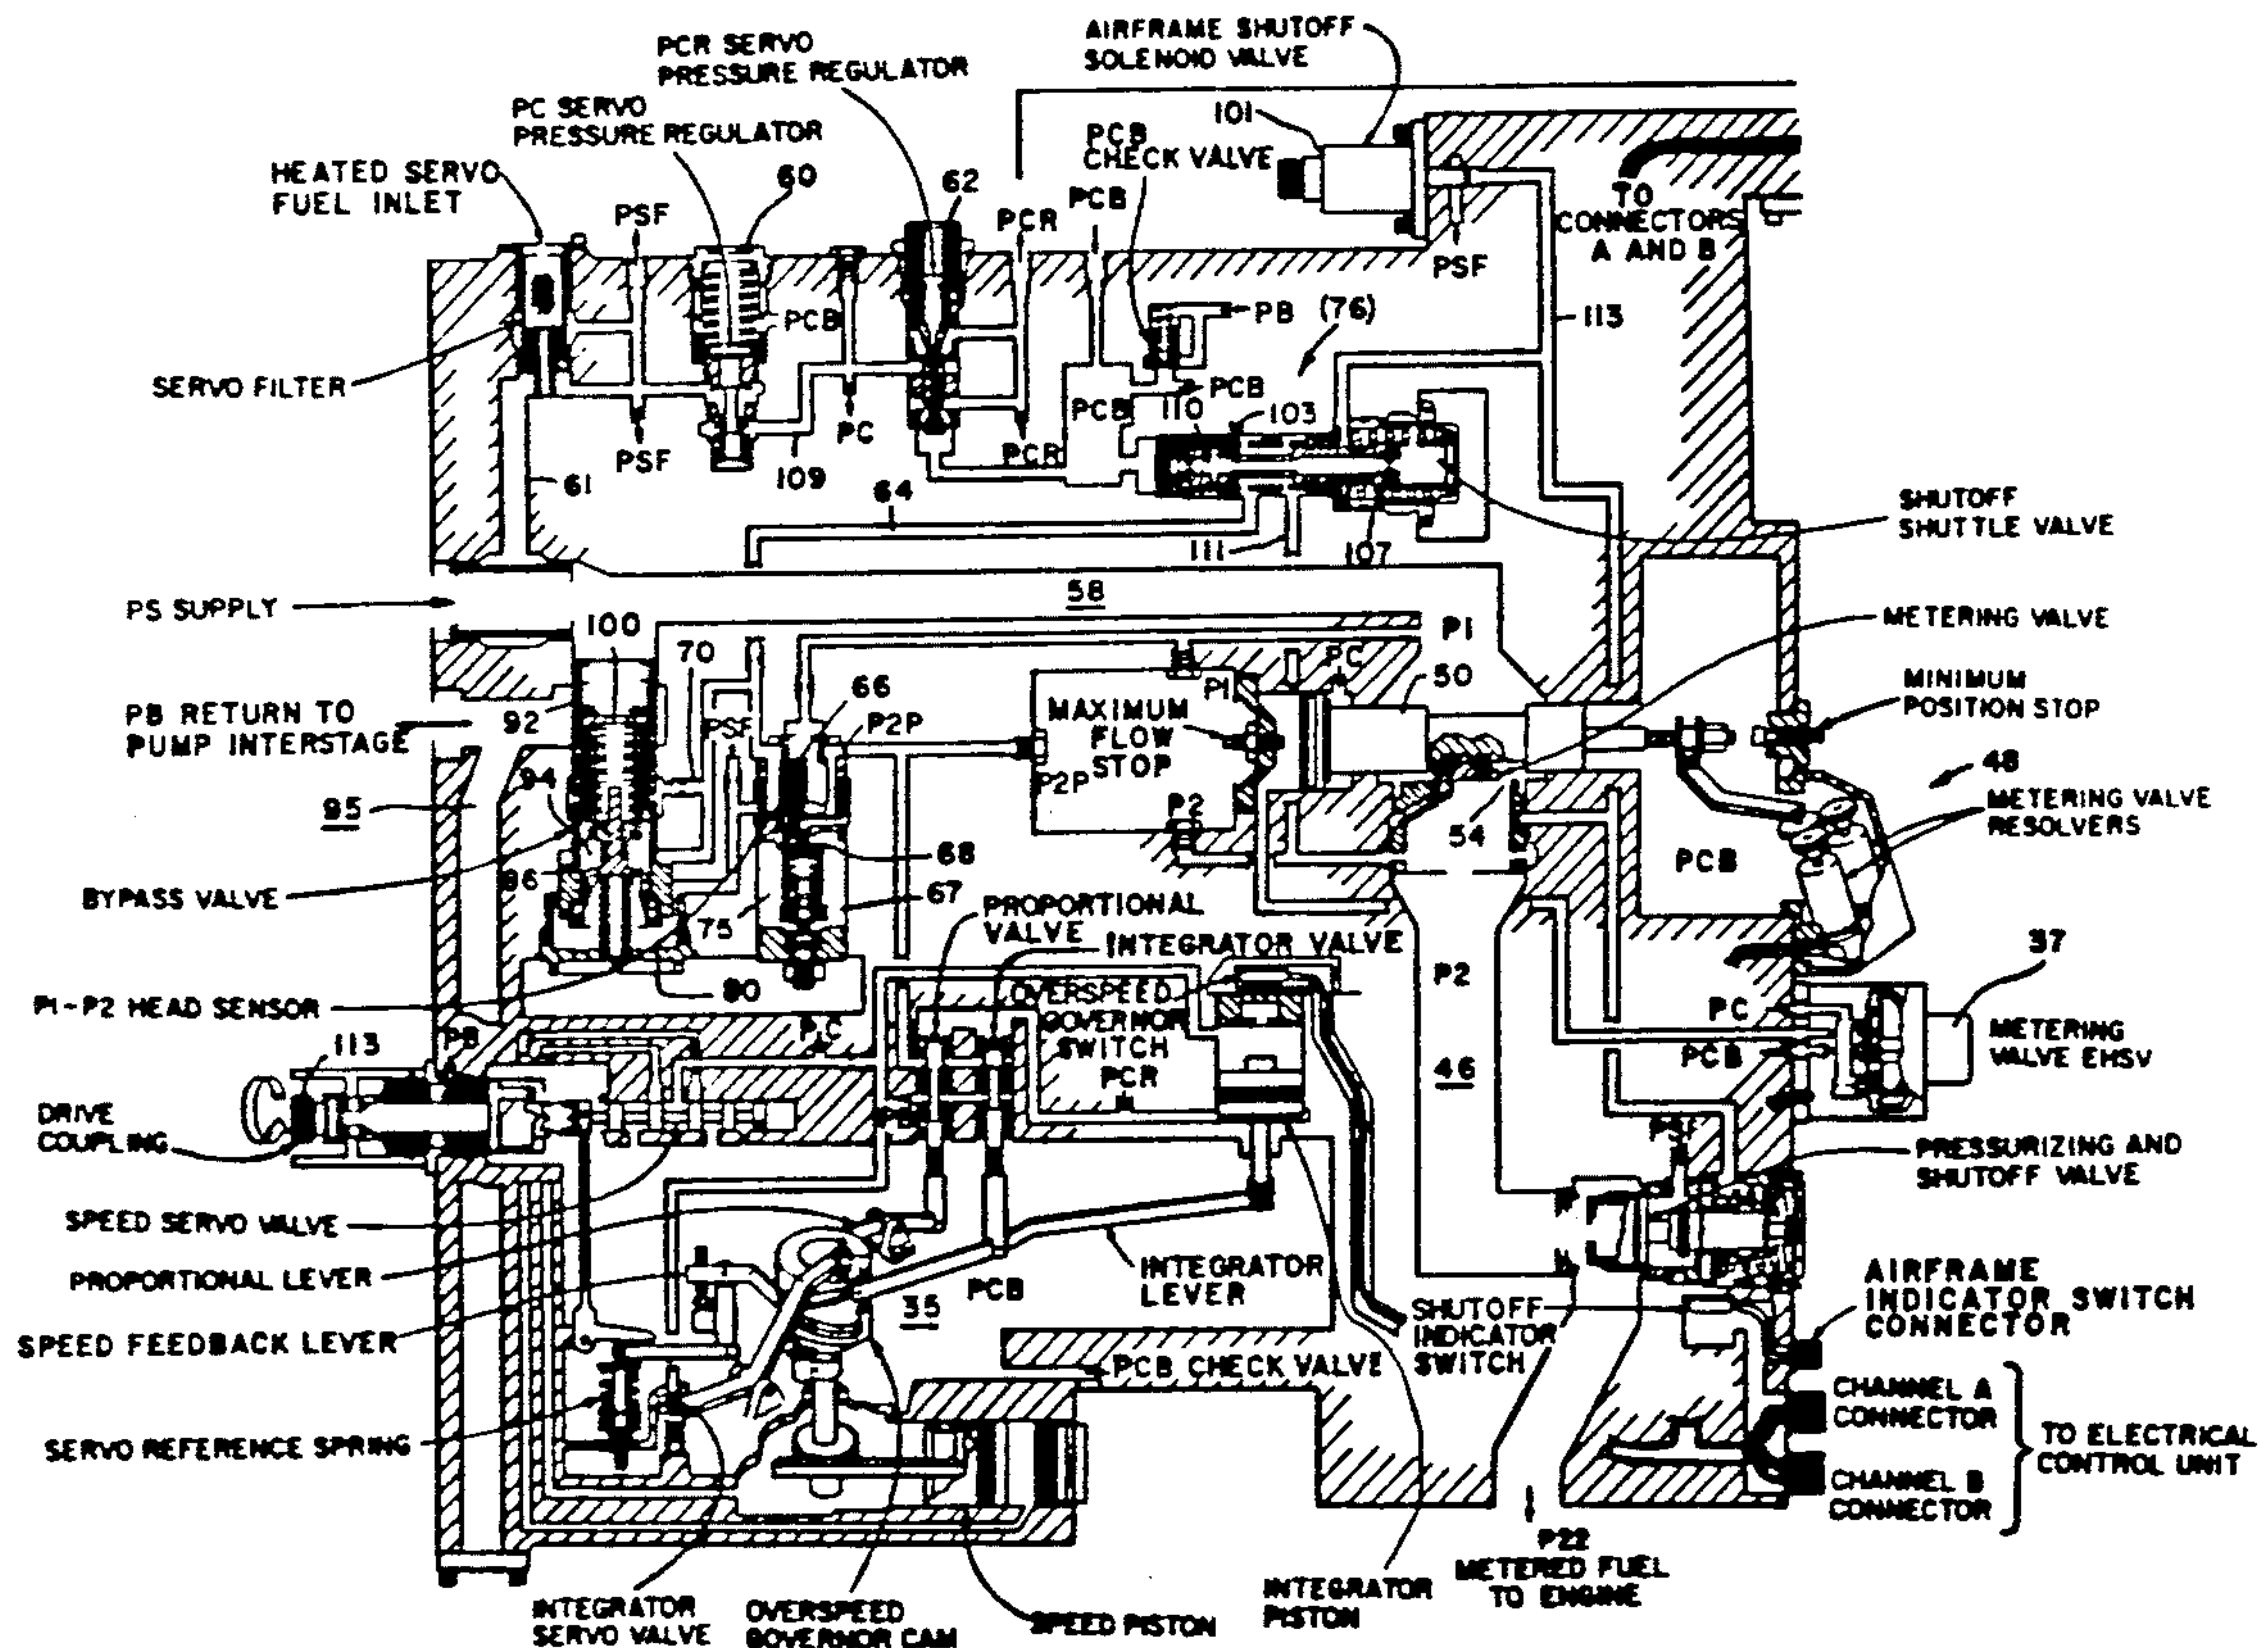 AIRFRAME SHUTOFF
SOLENOID VALVE
PCR SERVO
PRESSURE REGULATOR
PC SERVO
PRESSURE REGULATOR
HEATED SERVO
FUEL INLET
60
62
101
PCB
CHECK VALVE
TO
CONNECTORS
A AND B
PSF
PCR
PCB
PSF
PCB
PB
(76)
113
SERVO FILTER
PCB
110
103
PCB
PC
PSF
109
PCR
61
64
111
107
SHUTOFF
SHUTTLE VALVE
PS SUPPLY
58
METERING VALVE
100
70
P1
PC
50
MINIMUM
POSITION STOP
PB RETURN TO
PUMP INTERSTAGE
92
PSF
66
P2P
P1
MAXIMUM
FLOW
STOP
P2P
48
METERING VALVE
RESOLVERS
94
95
P2
54
68
PCB
BYPASS VALVE
96
75
67
PROPORTIONAL
VALVE
INTEGRATOR VALVE
37
P1-P2 HEAD SENSOR
90
P2
OVERSPEED
GOVERNOR
SWITCH
PCR
PC
PCB
METERING
VALVE EHSV
PB
113
46
DRIVE
COUPLING
PRESSURIZING AND
SHUTOFF VALVE
SPEED SERVO VALVE
PROPORTIONAL LEVER
INTEGRATOR
LEVER
PCB
35
AIRFRAME
INDICATOR SWITCH
CONNECTOR
SPEED FEEDBACK LEVER
SHUTOFF
INDICATOR
SWITCH
PCB CHECK VALVE
CHANNEL A
CONNECTOR
SERVO REFERENCE SPRING
TO ELECTRICAL
CONTROL UNIT
CHANNEL B
CONNECTOR
P22
METERED FUEL
TO ENGINE
INTEGRATOR
SERVO VALVE
OVERSPEED
GOVERNOR CAM
SPEED PISTON
INTEGRATOR
PISTON